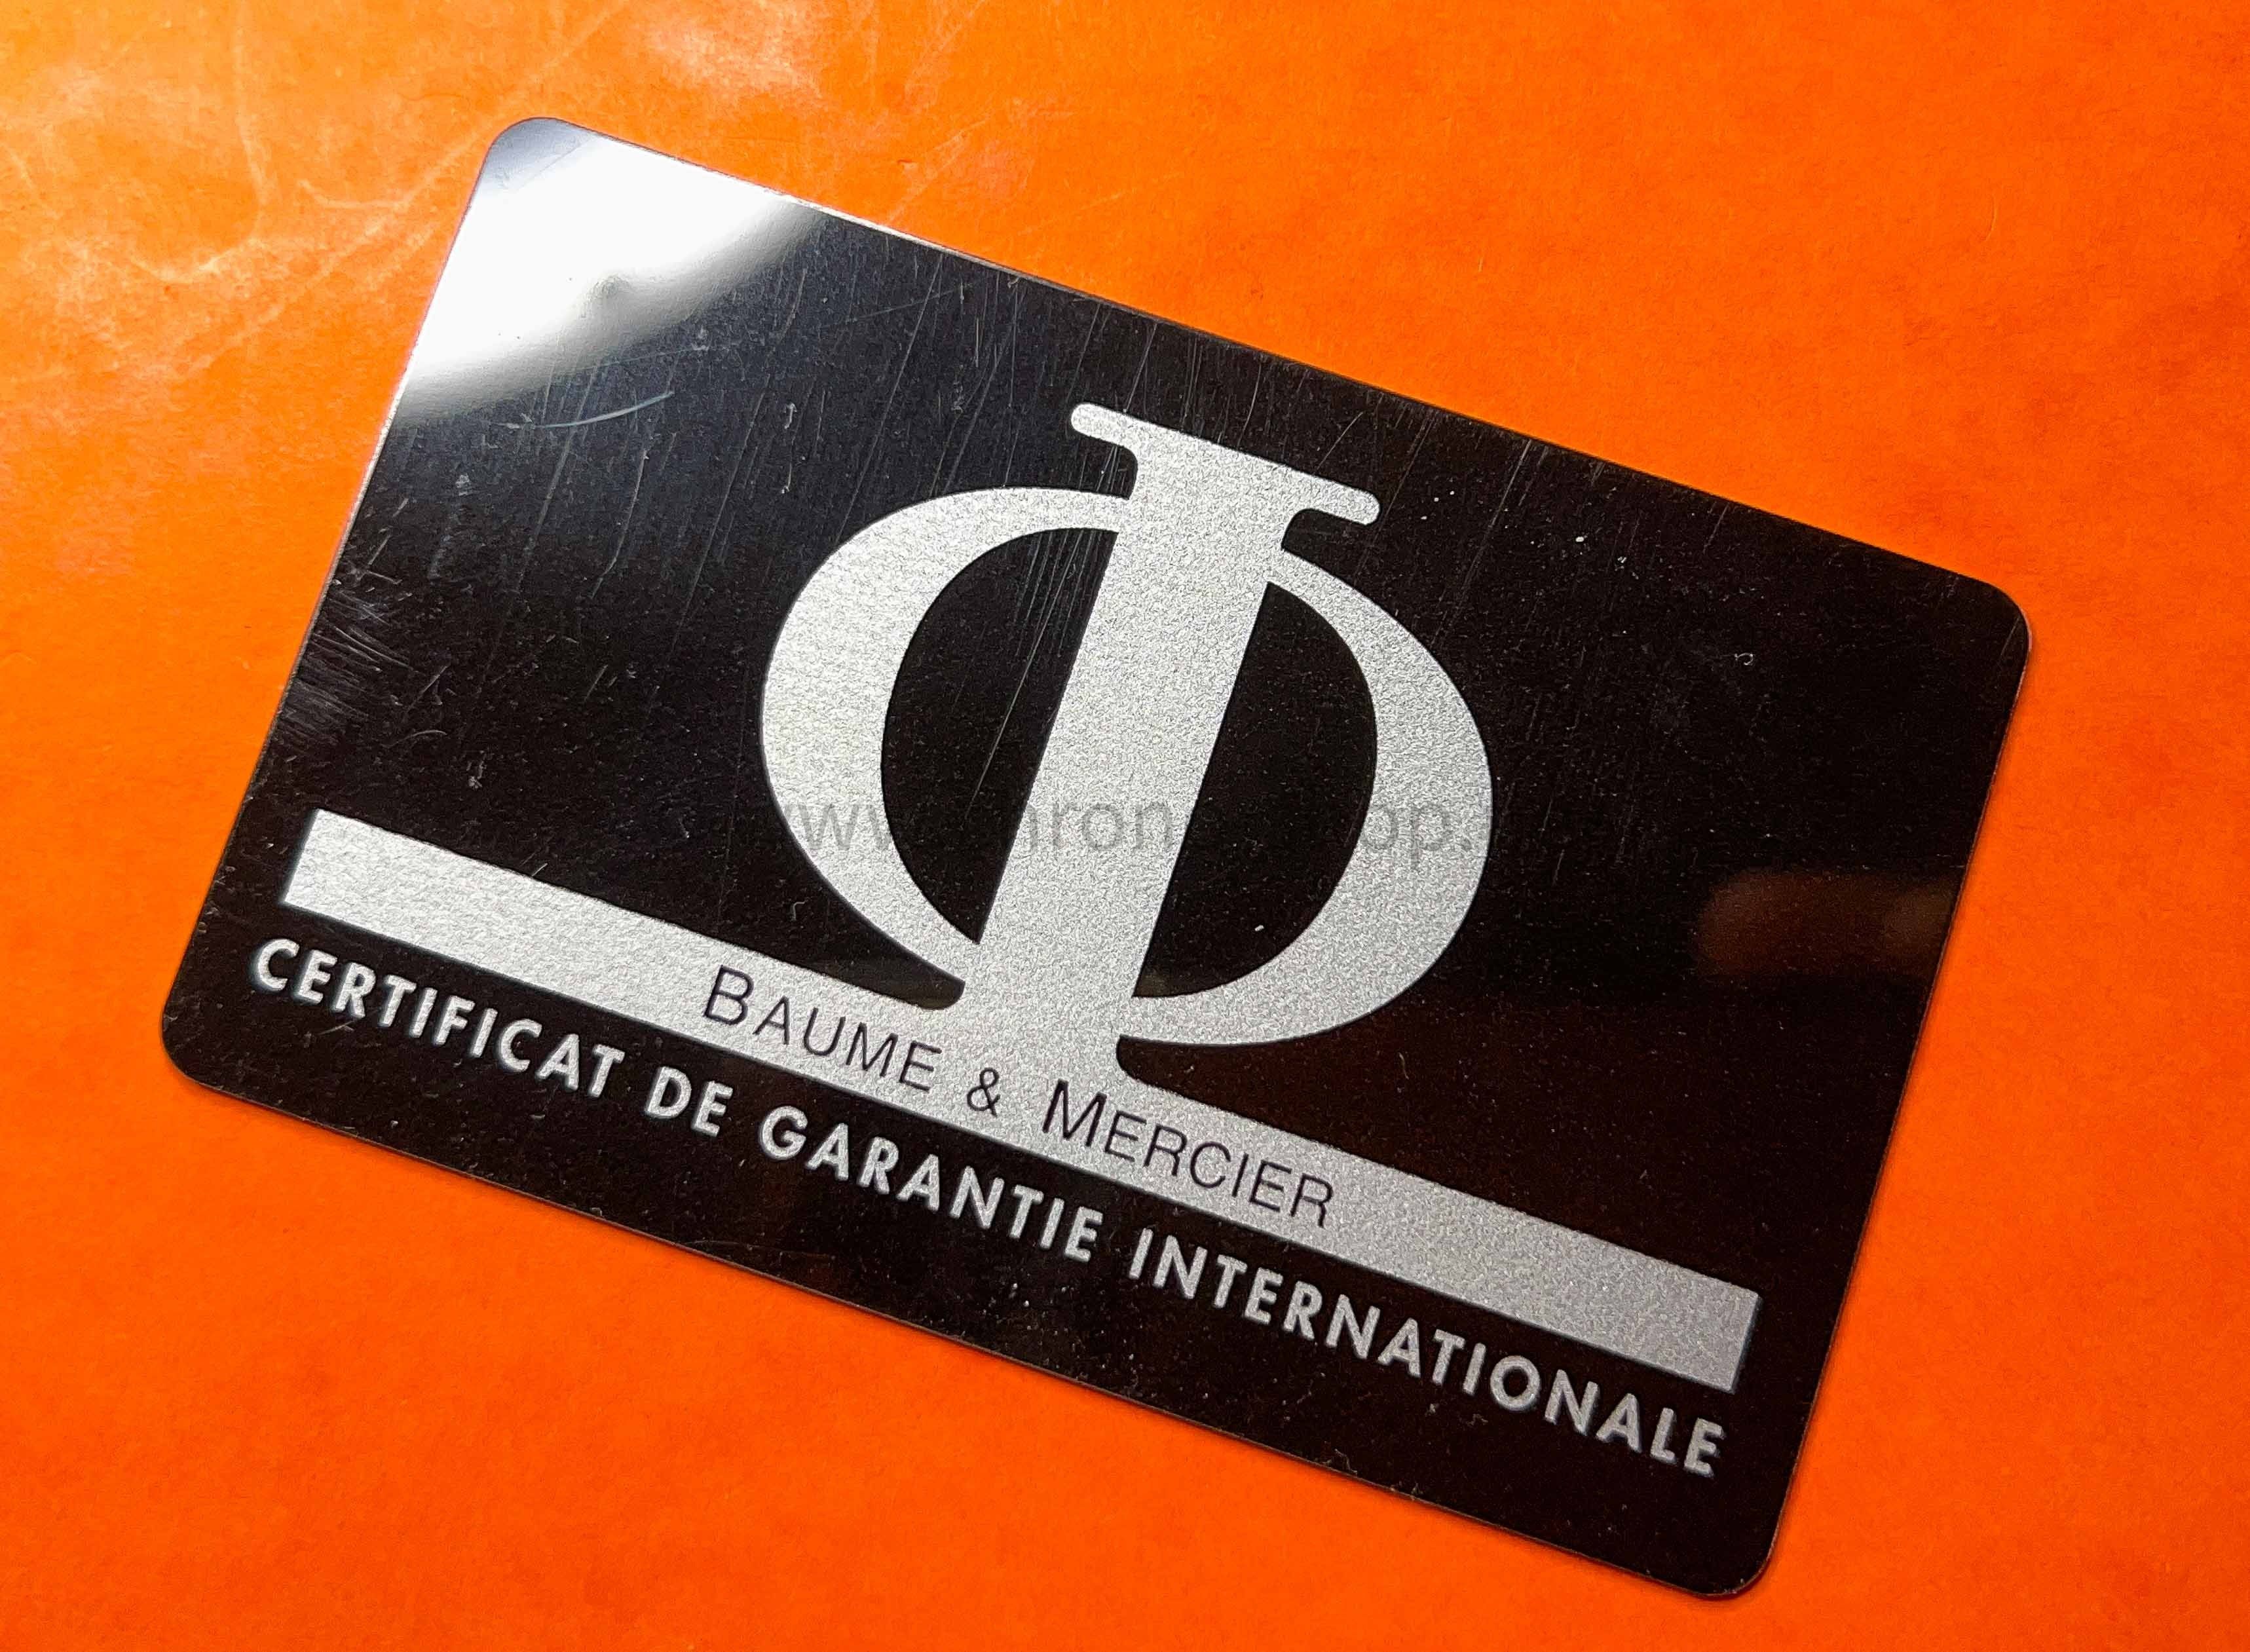 Φ
BAUME & MERCIER
CERTIFICAT DE GARANTIE INTERNATIONALE